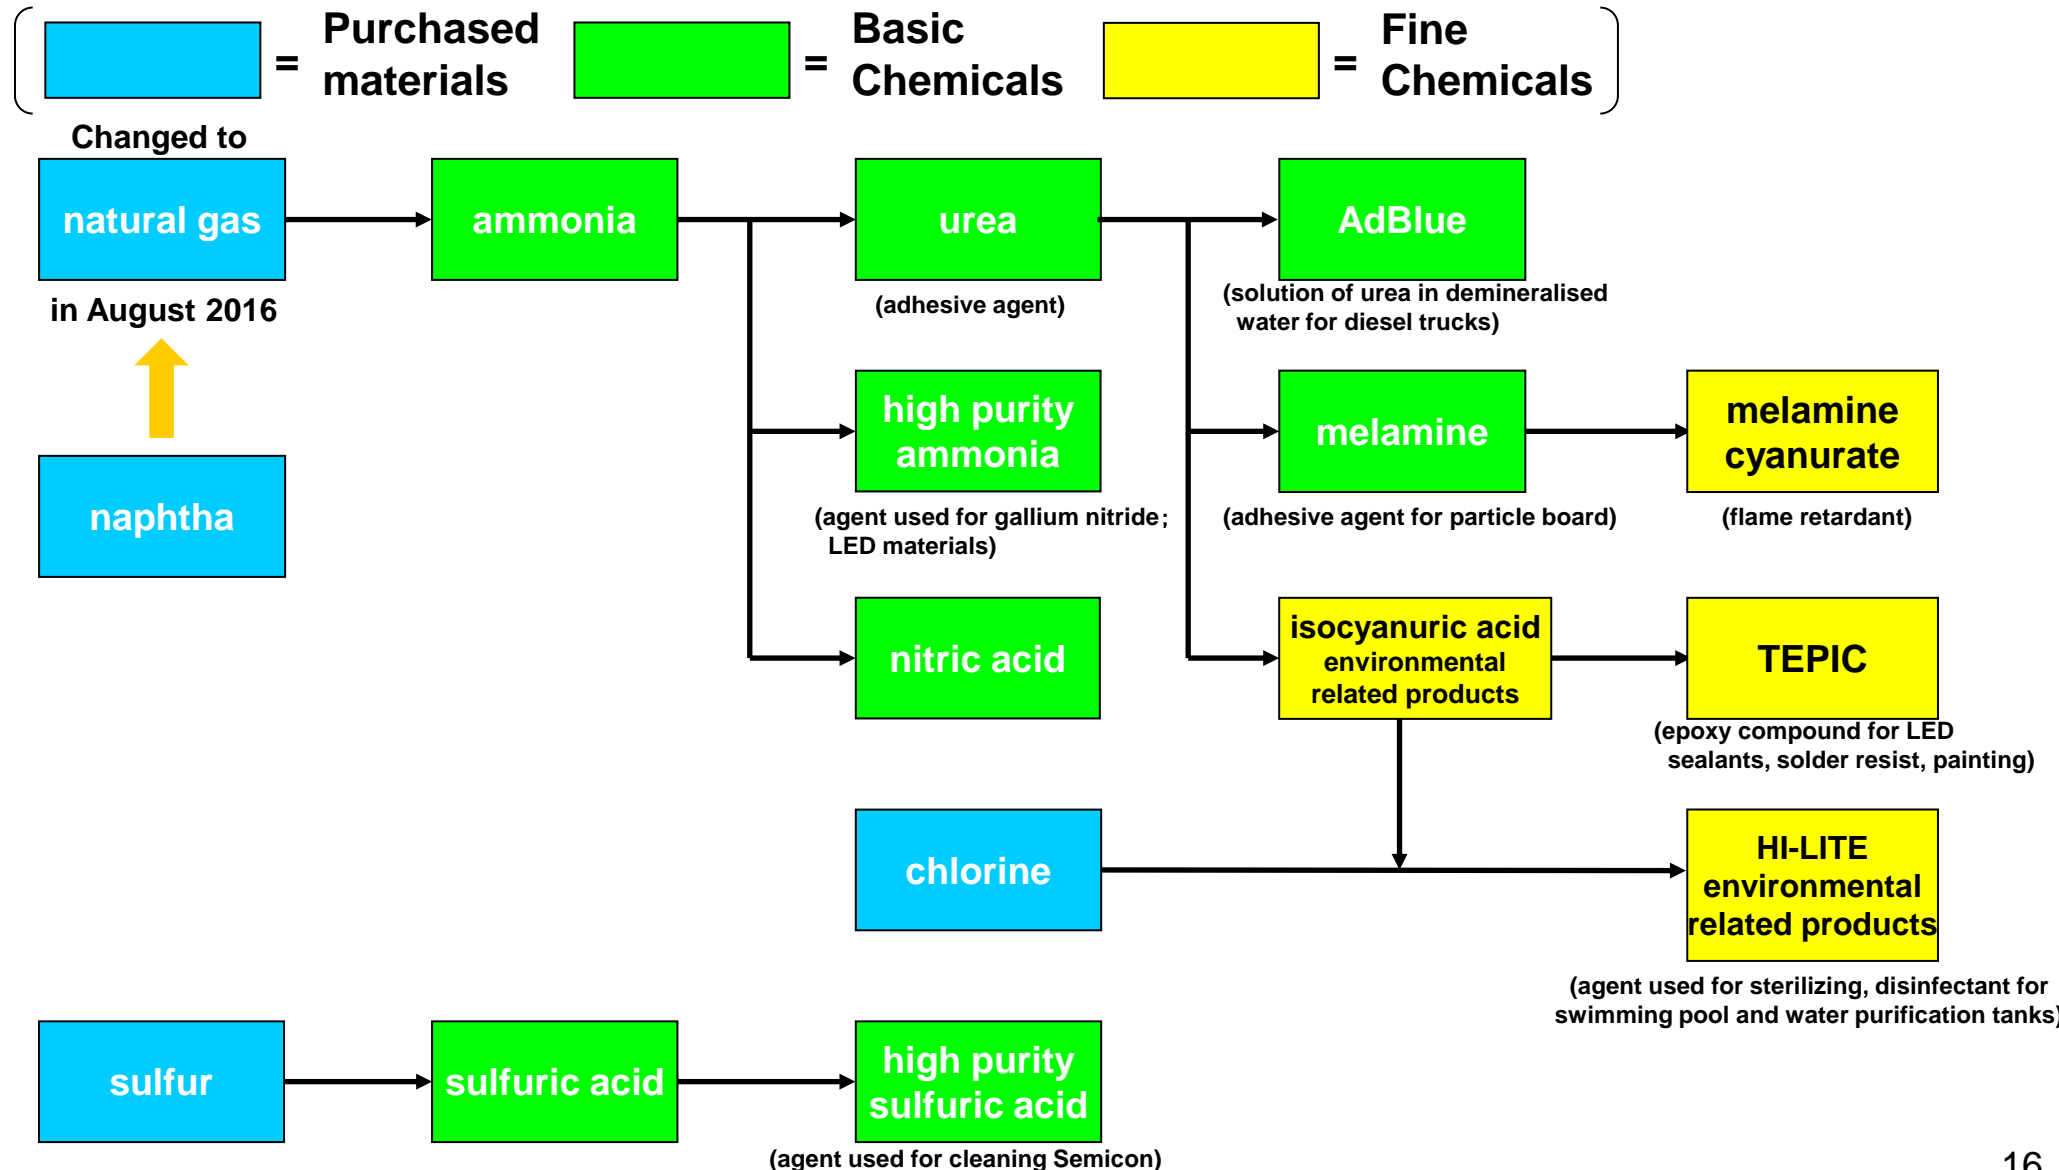 = Purchased materials
= Basic Chemicals
= Fine Chemicals
Changed to
natural gas
in August 2016
naphtha
ammonia
urea
(adhesive agent)
AdBlue
(solution of urea in demineralised
water for diesel trucks)
high purity
ammonia
(agent used for gallium nitride;
LED materials)
melamine
(adhesive agent for particle board)
melamine
cyanurate
(flame retardant)
nitric acid
isocyanuric acid
environmental
related products
TEPIC
(epoxy compound for LED
sealants, solder resist, painting)
chlorine
HI-LITE
environmental
related products
(agent used for sterilizing, disinfectant for
swimming pool and water purification tanks)
sulfur
sulfuric acid
high purity
sulfuric acid
(agent used for cleaning Semicon)
16